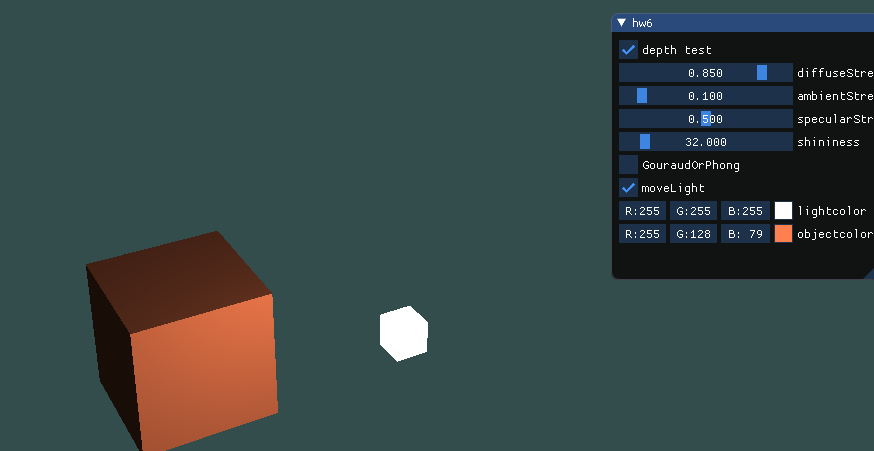 hw6
depth test
0.850 diffuseStre
0.100 ambientStre
0.500 specularStr
32.000 shininess
GouraudOrPhong
moveLight
R:255 G:255 B:255 lightcolor
R:255 G:128 B: 79 objectcolor